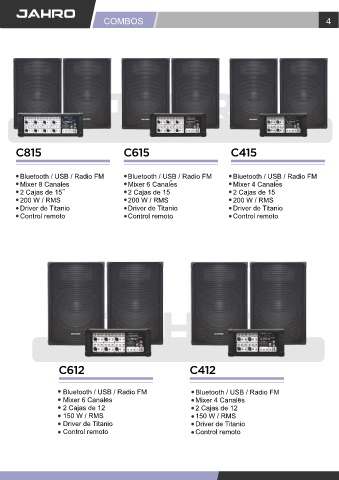 JAHRO
COMBOS
4
C815
• Bluetooth / USB / Radio FM
• Mixer 8 Canales
• 2 Cajas de 15"
• 200 W / RMS
• Driver de Titanio
• Control remoto
C615
• Bluetooth / USB / Radio FM
• Mixer 6 Canales
• 2 Cajas de 15
• 200 W / RMS
• Driver de Titanio
• Control remoto
C415
• Bluetooth / USB / Radio FM
• Mixer 4 Canales
• 2 Cajas de 15
• 200 W / RMS
• Driver de Titanio
• Control remoto
C612
• Bluetooth / USB / Radio FM
• Mixer 6 Canales
• 2 Cajas de 12
• 150 W / RMS
• Driver de Titanio
• Control remoto
C412
• Bluetooth / USB / Radio FM
• Mixer 4 Canales
• 2 Cajas de 12
• 150 W / RMS
• Driver de Titanio
• Control remoto